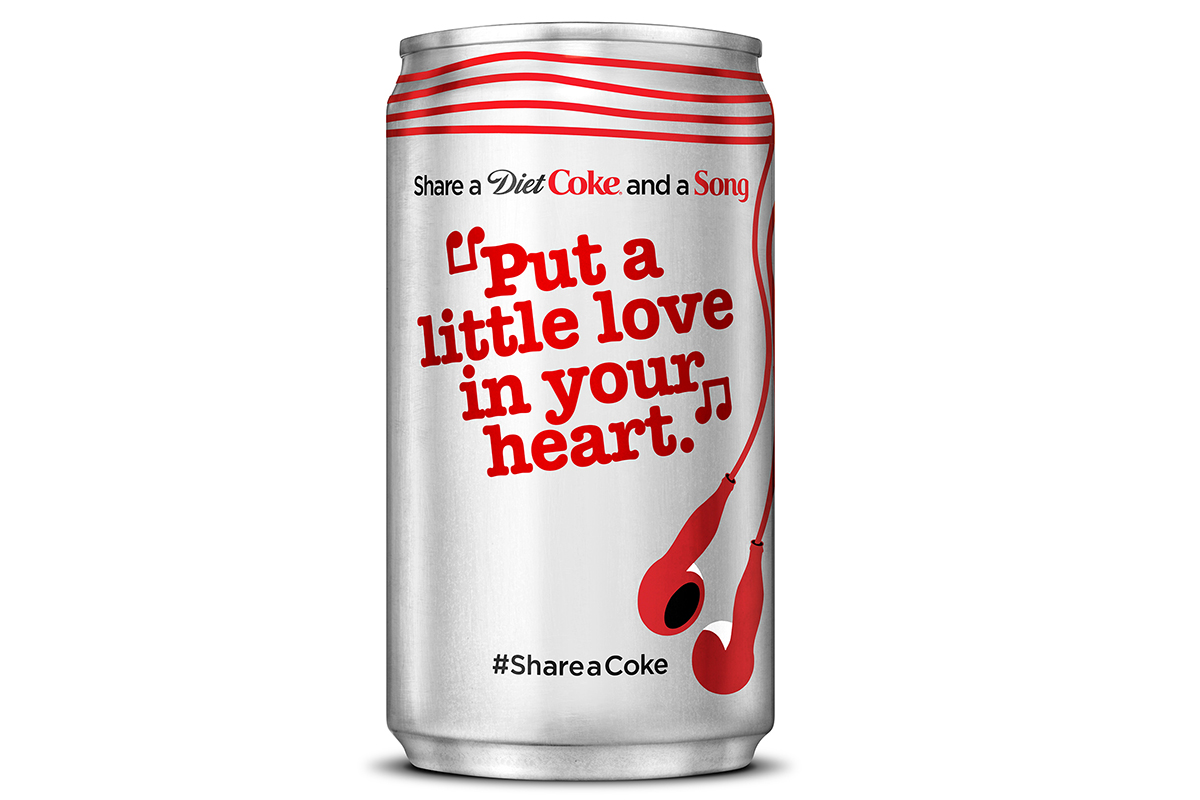 Share a Diet Coke and a Song
Put a
little love
in your
heart.
#ShareaCoke